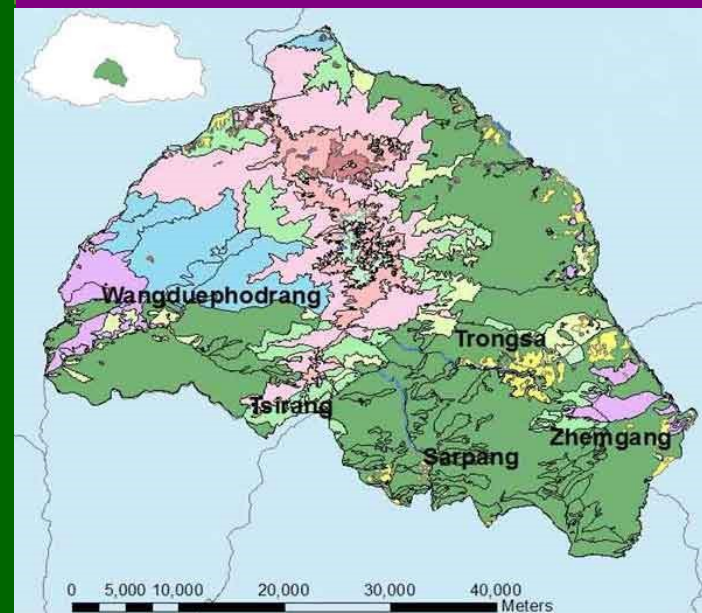 Wangduephodrang
Trongsa
Tsirang
Zhemgang
Sarpang
0 5,000 10,000 20,000 30,000 40,000
Meters